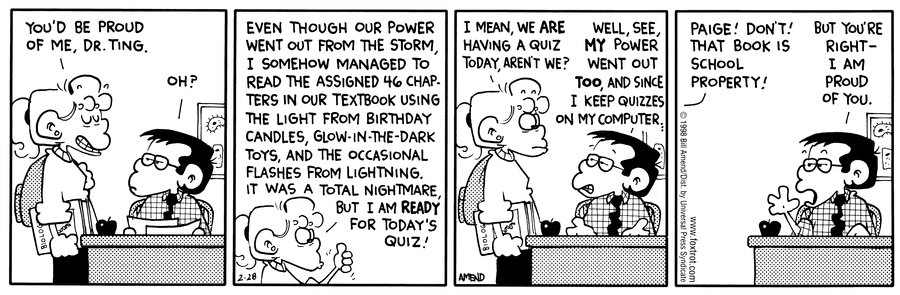 YOU'D BE PROUD
OF ME, DR. TING.
OH?
BIOLOGY
EVEN THOUGH OUR POWER
WENT OUT FROM THE STORM,
I SOMEHOW MANAGED TO
READ THE ASSIGNED 46 CHAP-
TERS IN OUR TEXTBOOK USING
THE LIGHT FROM BIRTHDAY
CANDLES, GLOW-IN-THE-DARK
TOYS, AND THE OCCASIONAL
FLASHES FROM LIGHTNING.
IT WAS A TOTAL NIGHTMARE,
BUT I AM READY
FOR TODAY'S
QUIZ!
2-28
I MEAN, WE ARE
HAVING A QUIZ
TODAY, AREN'T WE?
WELL, SEE,
MY POWER
WENT OUT
TOO, AND SINCE
I KEEP QUIZZES
ON MY COMPUTER...
BIOLO
AMEND
PAIGE! DON'T!
THAT BOOK IS
SCHOOL
PROPERTY!
BUT YOU'RE
RIGHT—
I AM
PROUD
OF YOU.
© 1998 Bill Amend/Dist. by Universal Press Syndicate
www.foxtrot.com